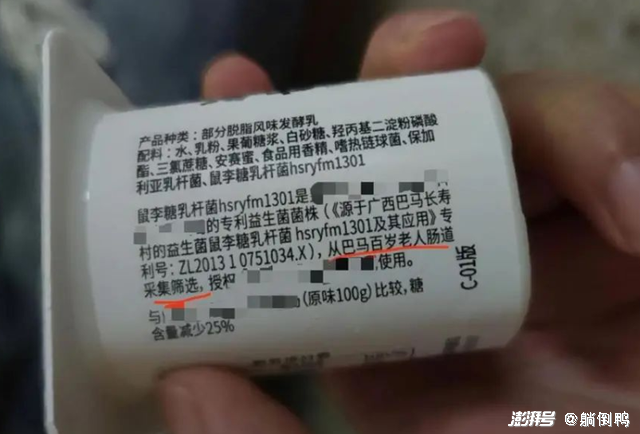 产品种类：部分脱脂风味发酵乳
配料：水、乳粉、果葡糖浆、白砂糖、羟丙基二淀粉磷酸
酯、三氯蔗糖、安赛蜜、食品用香精、嗜热链球菌、保加
利亚乳杆菌、鼠李糖乳杆菌hsryfm1301
鼠李糖乳杆菌hsryfm1301是
的专利益生菌菌株（《源于广西巴马长寿
村的益生菌鼠李糖乳杆菌 hsryfm1301及其应用》专
利号：ZL2013 1 0751034.X），从巴马百岁老人肠道
采集筛选，授权 使用。
与 （原味100g）比较，糖
含量减少25%
C-01版
澎湃号 @躺倒鸭